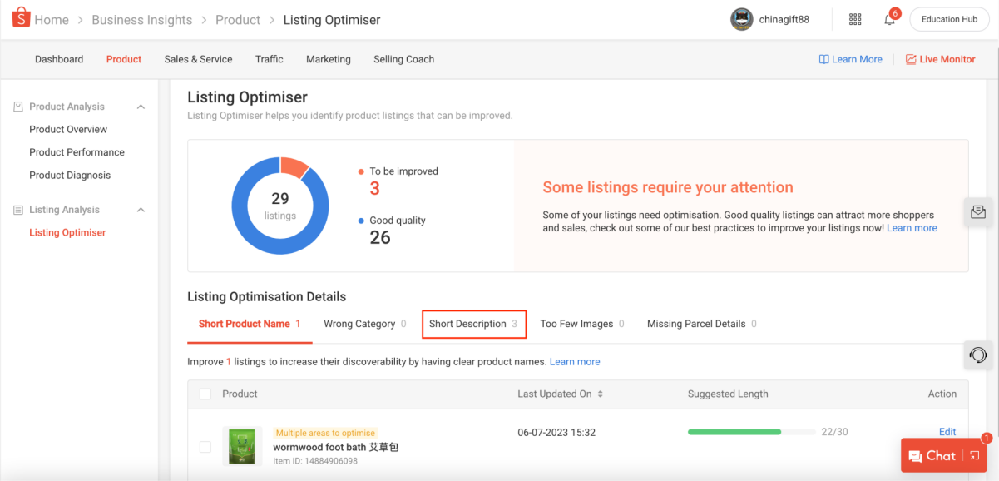 Home > Business Insights > Product > Listing Optimiser
chinagift88
6
Education Hub
Dashboard Product Sales & Service Traffic Marketing Selling Coach Learn More Live Monitor
Product Analysis
Product Overview
Product Performance
Product Diagnosis
Listing Analysis
Listing Optimiser
Listing Optimiser
Listing Optimiser helps you identify product listings that can be improved.
29
listings
To be improved
3
Good quality
26
Some listings require your attention
Some of your listings need optimisation. Good quality listings can attract more shoppers
and sales, check out some of our best practices to improve your listings now! Learn more
Listing Optimisation Details
Short Product Name 1 Wrong Category 0 Short Description 3 Too Few Images 0 Missing Parcel Details 0
Improve 1 listings to increase their discoverability by having clear product names. Learn more
Product Last Updated On Suggested Length Action
Multiple areas to optimise
wormwood foot bath 艾草包
Item ID: 14884906098
06-07-2023 15:32
22/30
Edit
Chat
1